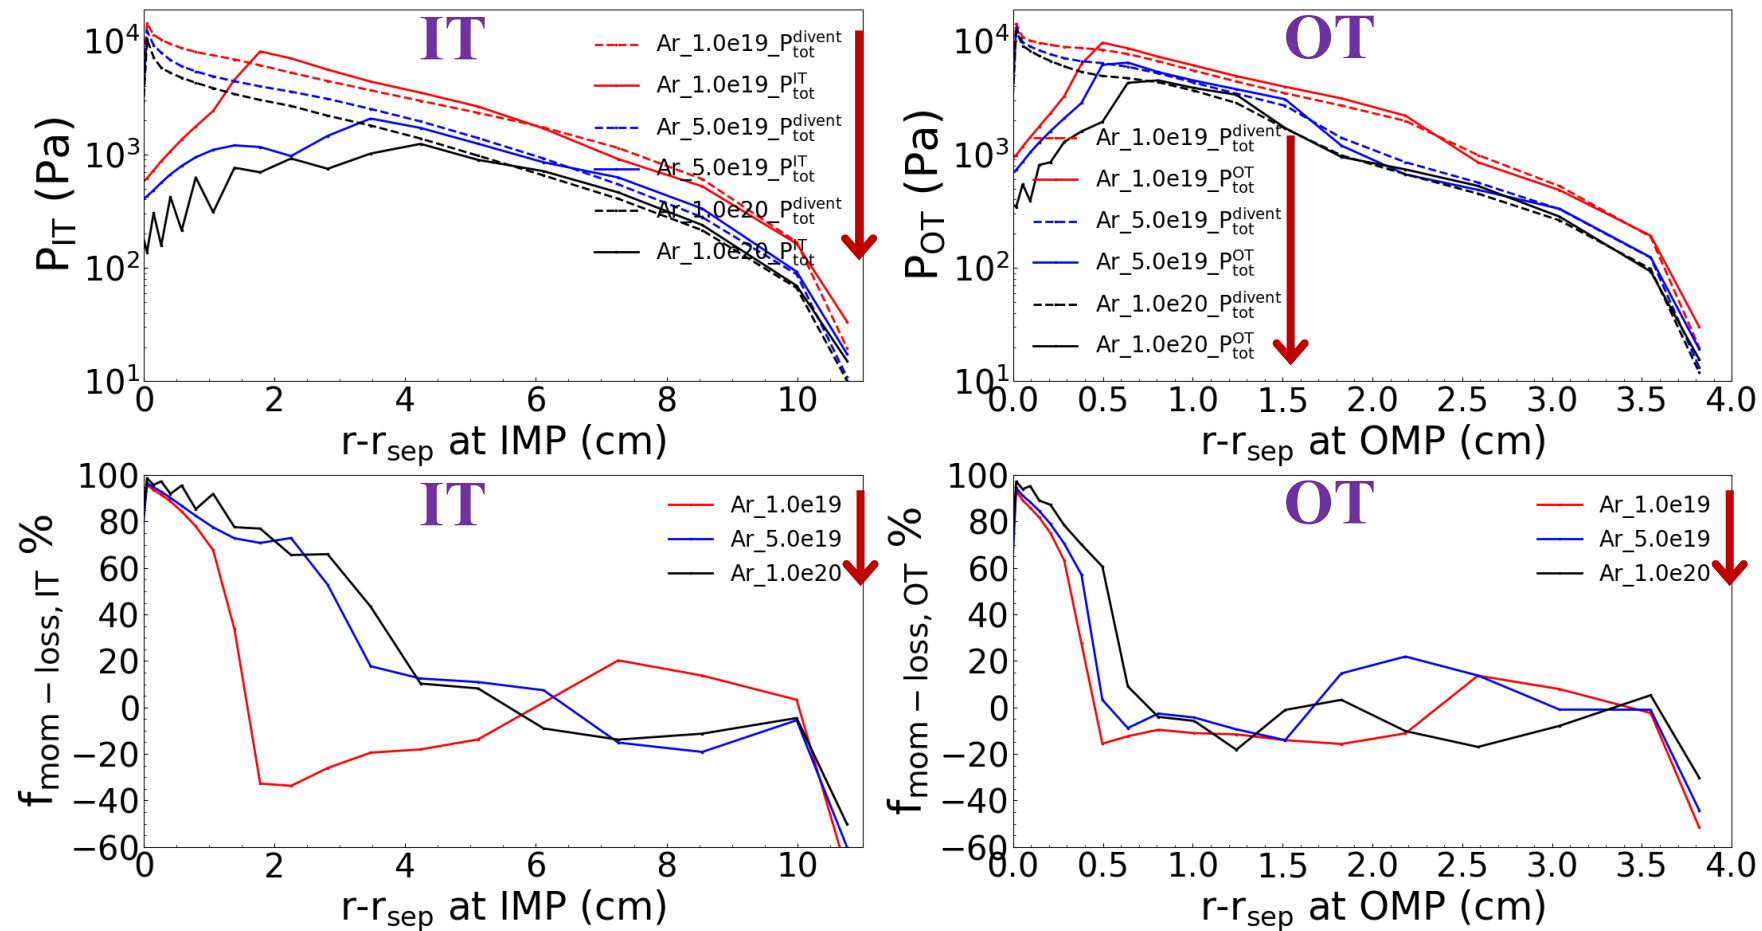 IT
P_IT (Pa)
10^4
10^3
10^2
10^1
Ar_1.0e19_P_tot^divent
Ar_1.0e19_P_tot^IT
Ar_5.0e19_P_tot^divent
Ar_5.0e19_P_tot^IT
Ar_1.0e20_P_tot^divent
Ar_1.0e20_P_tot^IT
0 2 4 6 8 10
r-r_sep at IMP (cm)
OT
P_OT (Pa)
10^4
10^3
10^2
10^1
Ar_1.0e19_P_tot^divent
Ar_1.0e19_P_tot^OT
Ar_5.0e19_P_tot^divent
Ar_5.0e19_P_tot^OT
Ar_1.0e20_P_tot^divent
Ar_1.0e20_P_tot^OT
0.0 0.5 1.0 1.5 2.0 2.5 3.0 3.5 4.0
r-r_sep at OMP (cm)
IT
f_mom−loss, IT %
100
80
60
40
20
0
−20
−40
−60
Ar_1.0e19
Ar_5.0e19
Ar_1.0e20
0 2 4 6 8 10
r-r_sep at IMP (cm)
OT
f_mom−loss, OT %
100
80
60
40
20
0
−20
−40
−60
Ar_1.0e19
Ar_5.0e19
Ar_1.0e20
0.0 0.5 1.0 1.5 2.0 2.5 3.0 3.5 4.0
r-r_sep at OMP (cm)